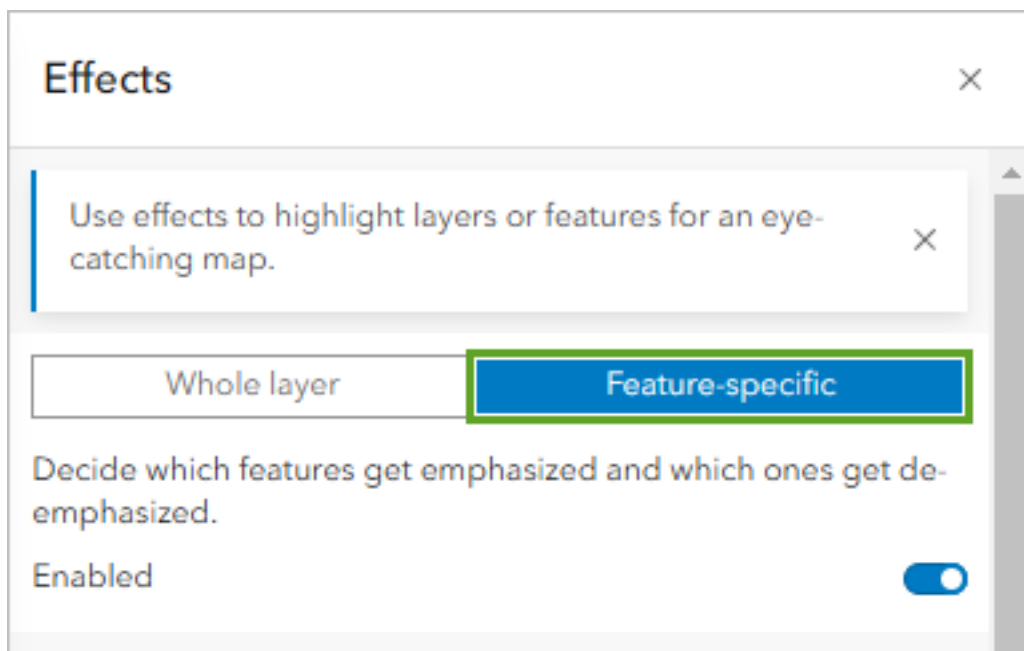 Effects
Use effects to highlight layers or features for an eye-
catching map.
Whole layer
Feature-specific
Decide which features get emphasized and which ones get de-
emphasized.
Enabled